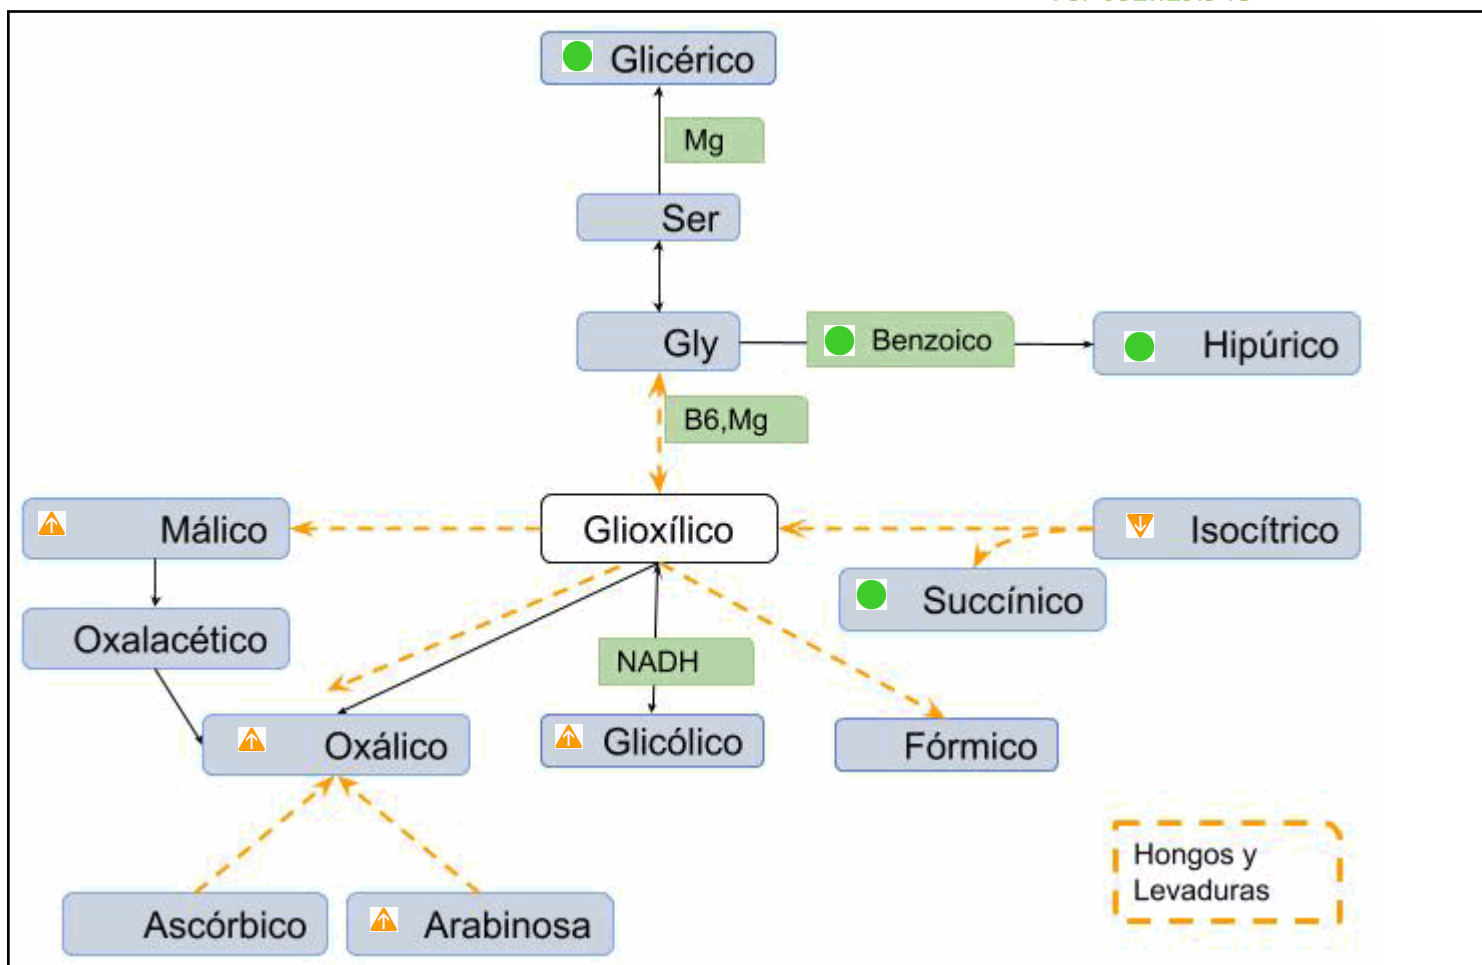 Glicérico
Mg
Ser
Gly
Benzoico
Hipúrico
B6,Mg
Málico
Glioxílico
Isocítrico
Succínico
Oxalacético
NADH
Oxálico
Glicólico
Fórmico
Hongos y
Levaduras
Ascórbico
Arabinosa